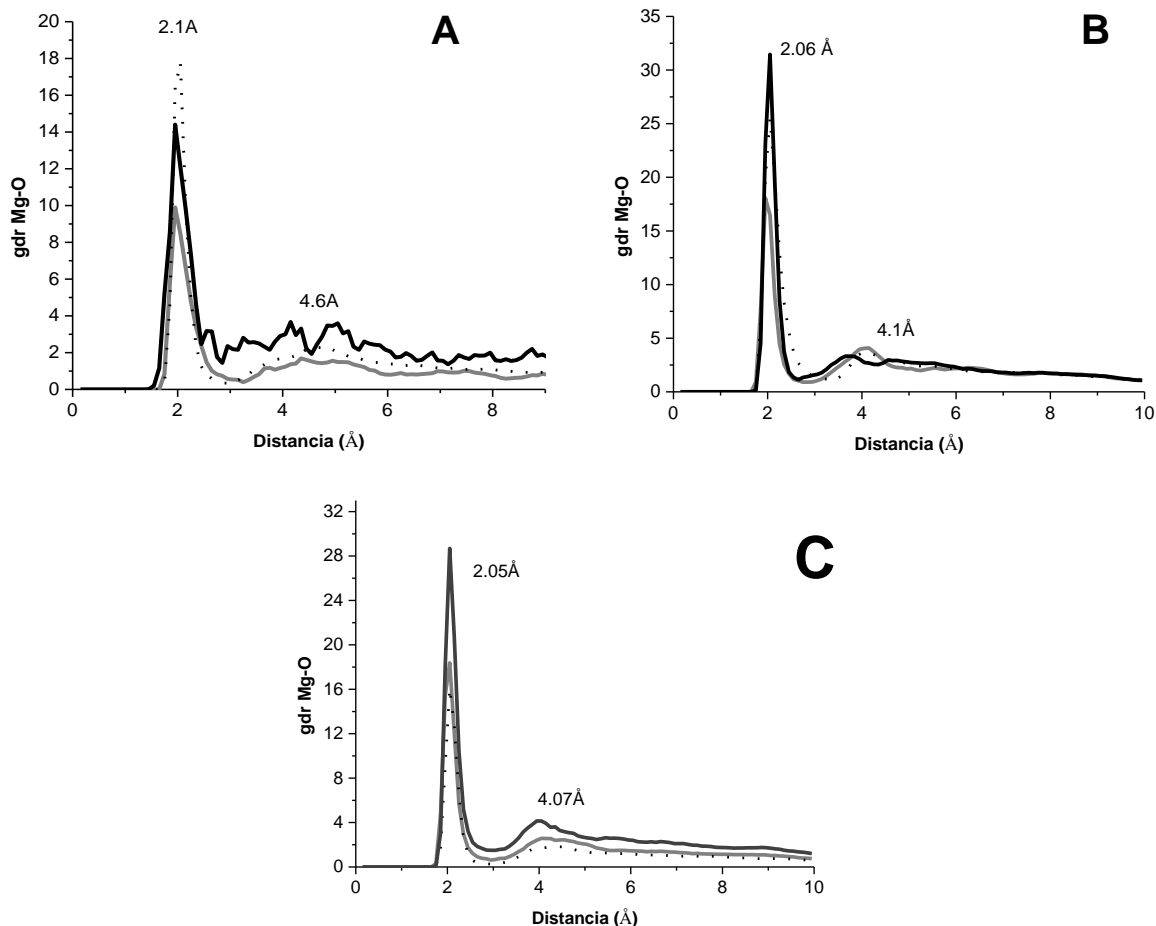 A
2.1A
4.6A
20
18
16
14
12
10
8
6
4
2
0
gdr Mg-O
0 2 4 6 8
Distancia (Å)
B
2.06 Å
4.1Å
35
30
25
20
15
10
5
0
gdr Mg-O
0 2 4 6 8 10
Distancia (Å)
C
2.05Å
4.07Å
32
28
24
20
16
12
8
4
0
gdr Mg-O
0 2 4 6 8 10
Distancia (Å)